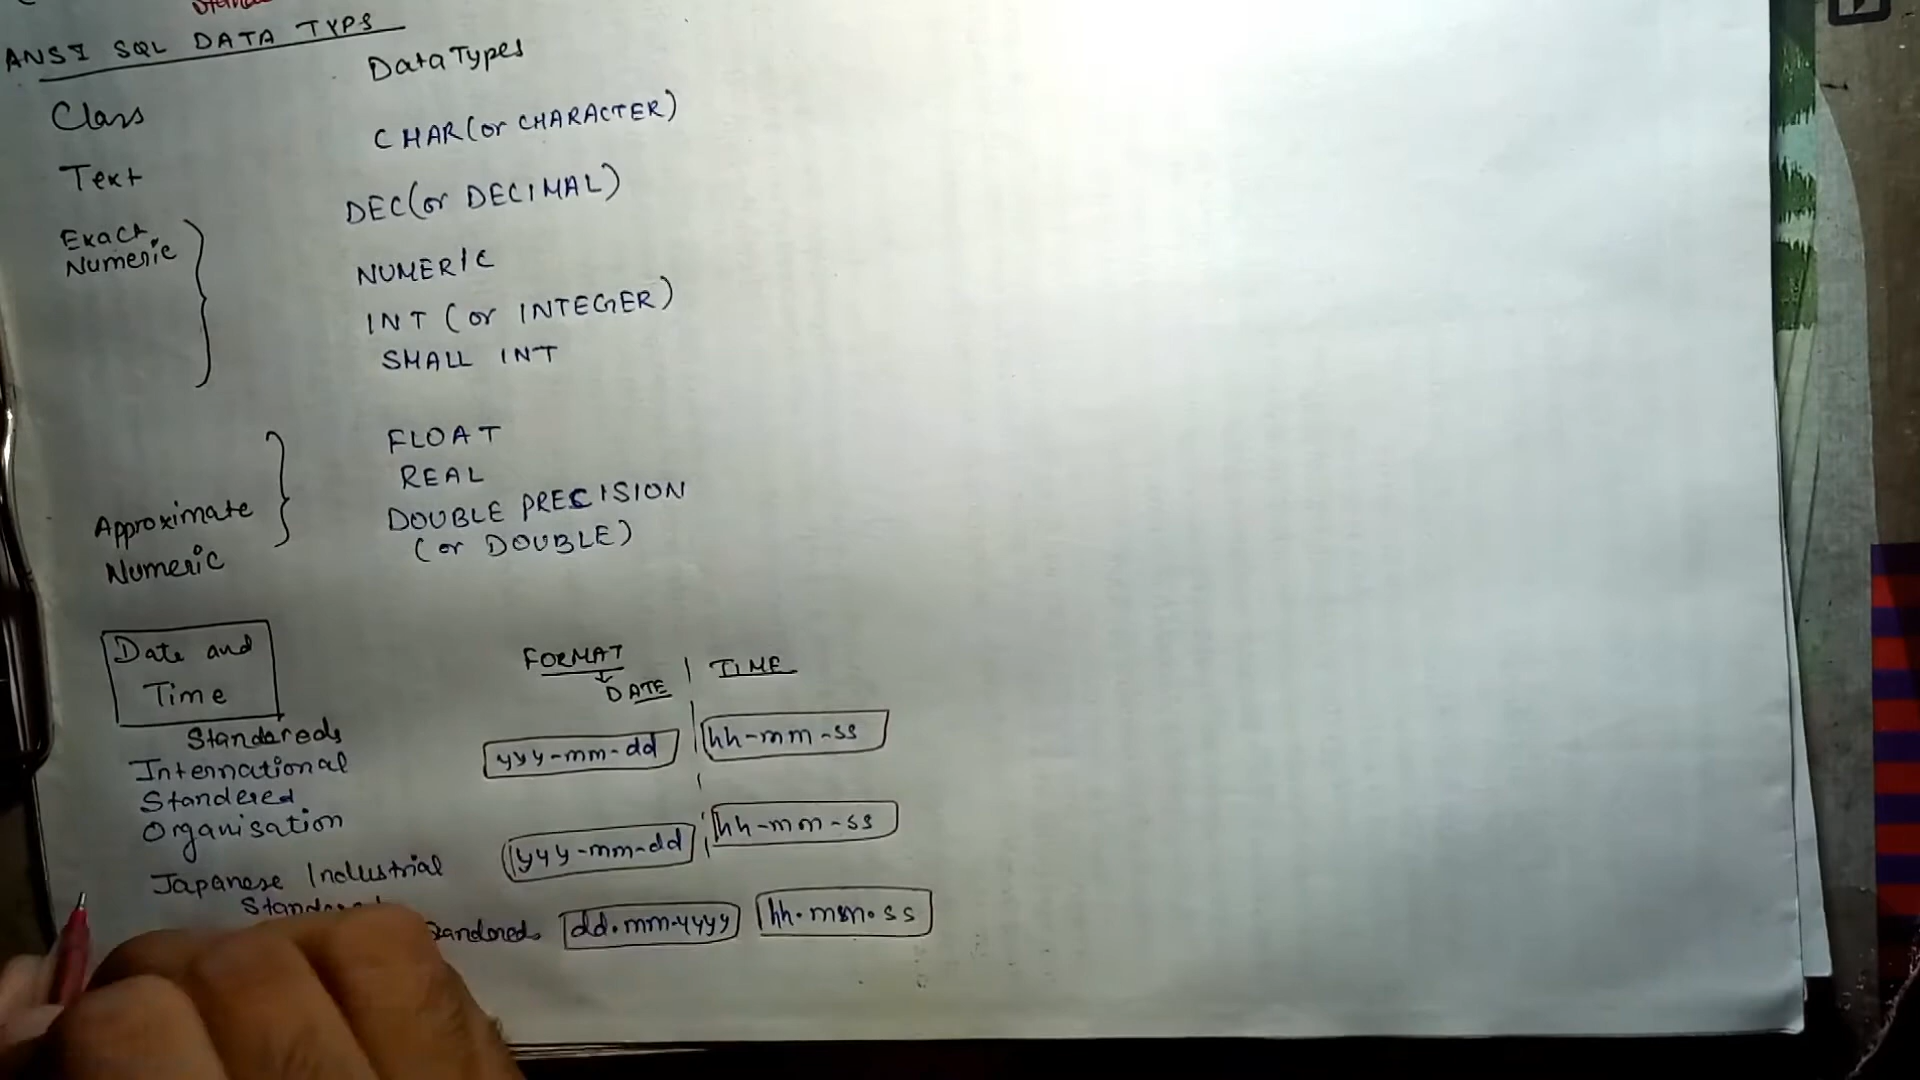 ANSI SQL DATA TYPS
Class DataTypes
Text CHAR (or CHARACTER)
Exact Numeric DEC (or DECIMAL)
NUMERIC
INT (or INTEGER)
SMALL INT
FLOAT
REAL
Approximate Numeric DOUBLE PRECISION
(or DOUBLE)
Date and
Time
FORMAT
DATE | TIME
Standereds
International
Standered
Organisation
yyy-mm-dd hh-mm-ss
Japanese Industrial
yyy-mm-dd hh-mm-ss
dd.mm.yyyy hh.mm.ss